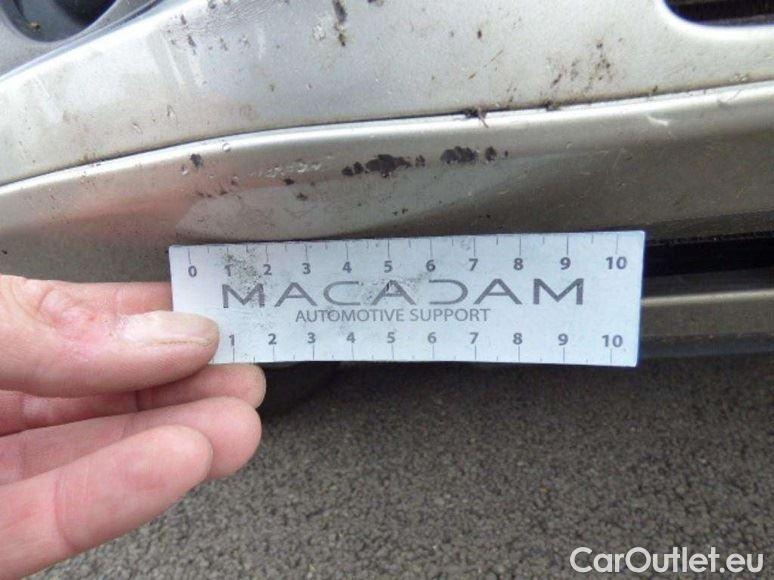 0 1 2 3 4 5 6 7 8 9 10
MACADAM
AUTOMOTIVE SUPPORT
1 2 3 4 5 6 7 8 9 10
CarOutlet.eu